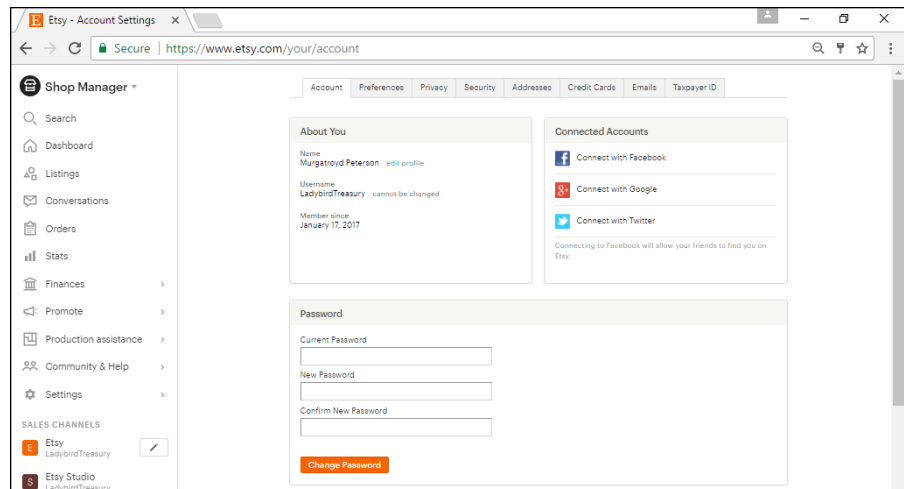 Etsy - Account Settings
Secure | https://www.etsy.com/your/account
Shop Manager
Search
Dashboard
Listings
Conversations
Orders
Stats
Finances
Promote
Production assistance
Community & Help
Settings
SALES CHANNELS
E Etsy
LadybirdTreasury
S Etsy Studio
LadybirdTreasury
Account Preferences Privacy Security Addresses Credit Cards Emails Taxpayer ID
About You
Name
Murgatroyd Peterson edit profile
Username
LadybirdTreasury cannot be changed
Member since
January 17, 2017
Connected Accounts
Connect with Facebook
Connect with Google
Connect with Twitter
Connecting to Facebook will allow your friends to find you on
Etsy.
Password
Current Password
New Password
Confirm New Password
Change Password